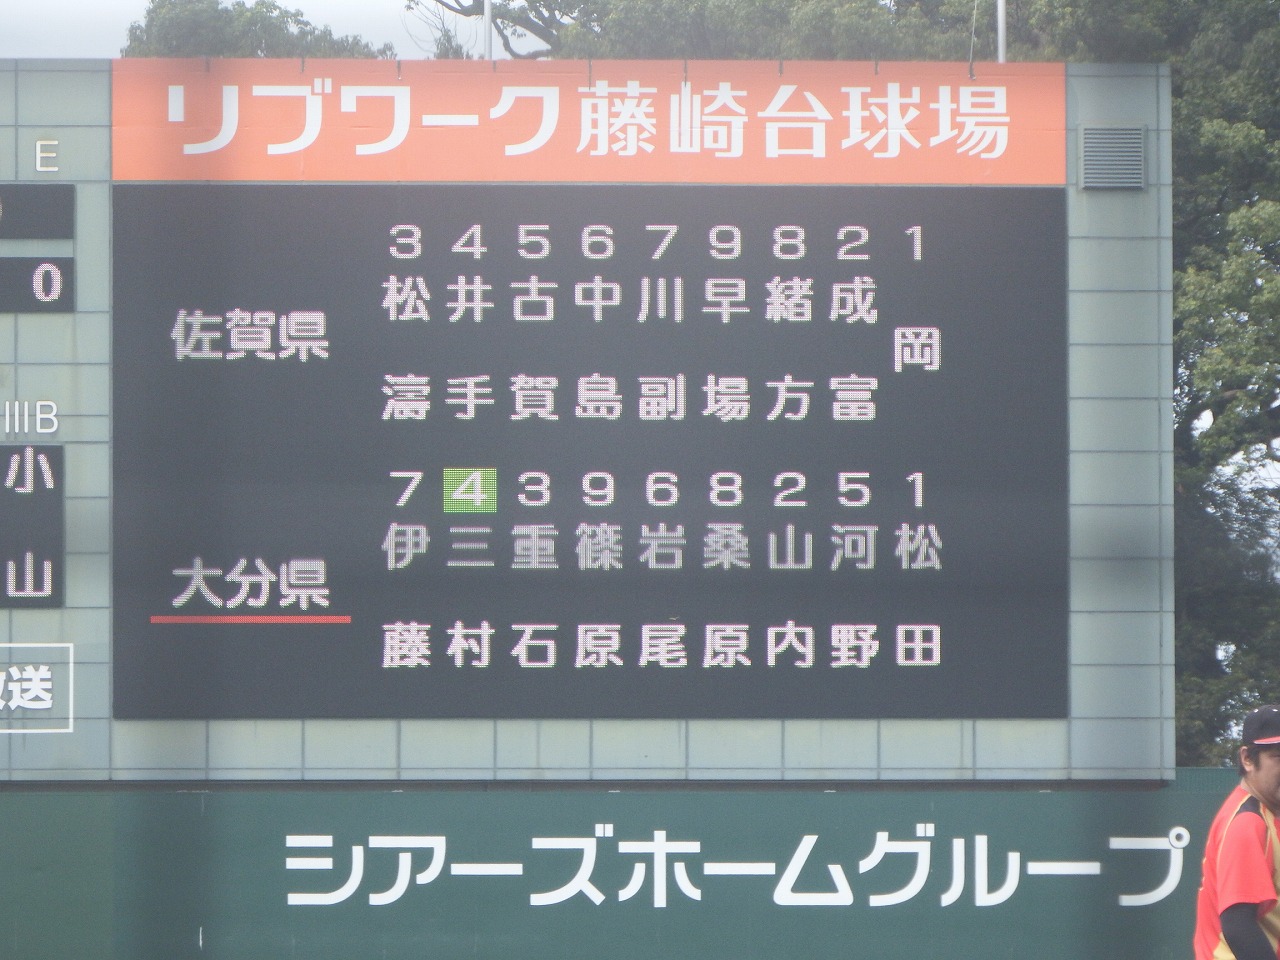 リブワーク藤崎台球場
E
0
ⅢB
小山
放送
佐賀県
3 4 5 6 7 9 8 2 1
松濤 井手 古賀 中島 川副 早場 緒方 成富 岡
大分県
7 4 3 9 6 8 2 5 1
伊藤 三村 重石 篠原 岩尾 桑原 山内 河野 松田
シアーズホームグループ